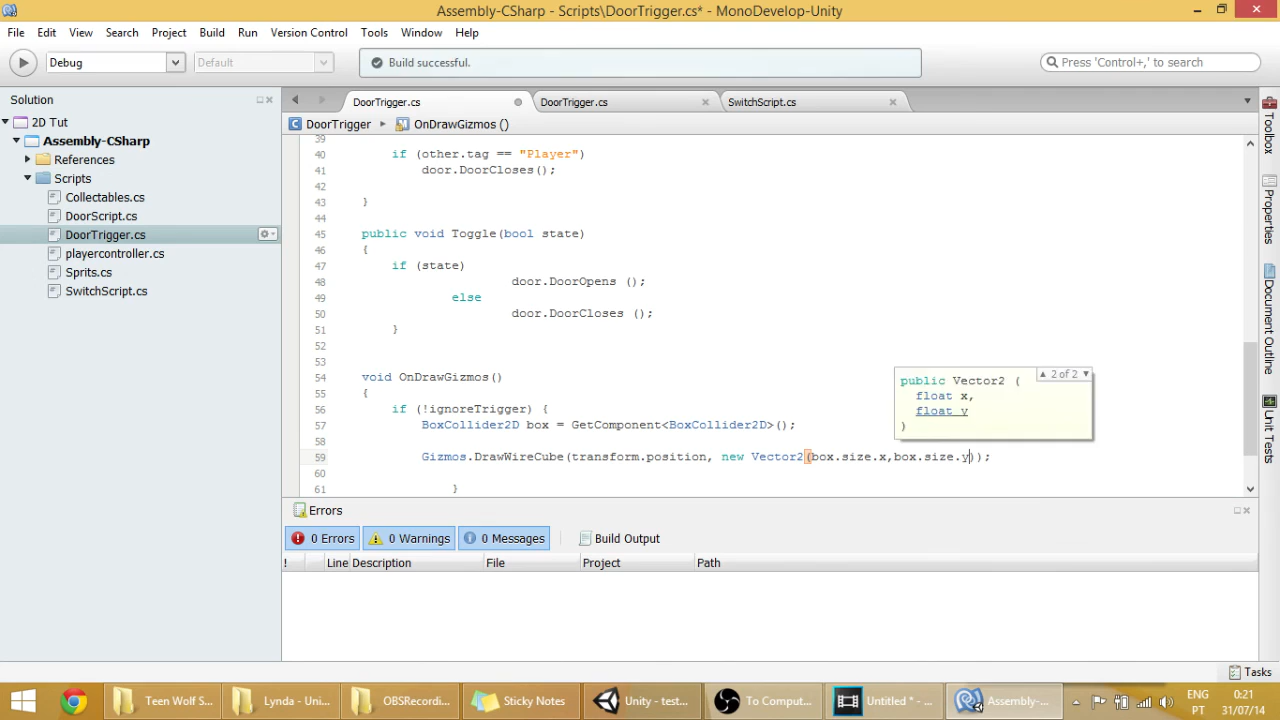 Assembly-CSharp - Scripts\DoorTrigger.cs* - MonoDevelop-Unity
File Edit View Search Project Build Run Version Control Tools Window Help
Debug Default Build successful. Press 'Control+,' to search
Solution
DoorTrigger.cs DoorTrigger.cs SwitchScript.cs
2D Tut
DoorTrigger OnDrawGizmos ()
Assembly-CSharp
References
Scripts
Collectables.cs
DoorScript.cs
DoorTrigger.cs
playercontroller.cs
Sprits.cs
SwitchScript.cs
39
40 if (other.tag == "Player")
41 door.DoorCloses();
42
43 }
44
45 public void Toggle(bool state)
46 {
47 if (state)
48 door.DoorOpens ();
49 else
50 door.DoorCloses ();
51 }
52
53
54 void OnDrawGizmos()
55 {
56 if (!ignoreTrigger) {
57 BoxCollider2D box = GetComponent<BoxCollider2D>();
58
59 Gizmos.DrawWireCube(transform.position, new Vector2(box.size.x,box.size.y));
60
61 }
▲ 2 of 2 ▼
public Vector2 (
float x,
float y
)
Toolbox
Properties
Document Outline
Unit Tests
Errors
0 Errors 0 Warnings 0 Messages Build Output
! Line Description File Project Path
Tasks
Teen Wolf S... Lynda - Uni... OBSRecordi... Sticky Notes Unity - test... To Comput... Untitled * - ... Assembly-...
ENG 0:21
PT 31/07/14